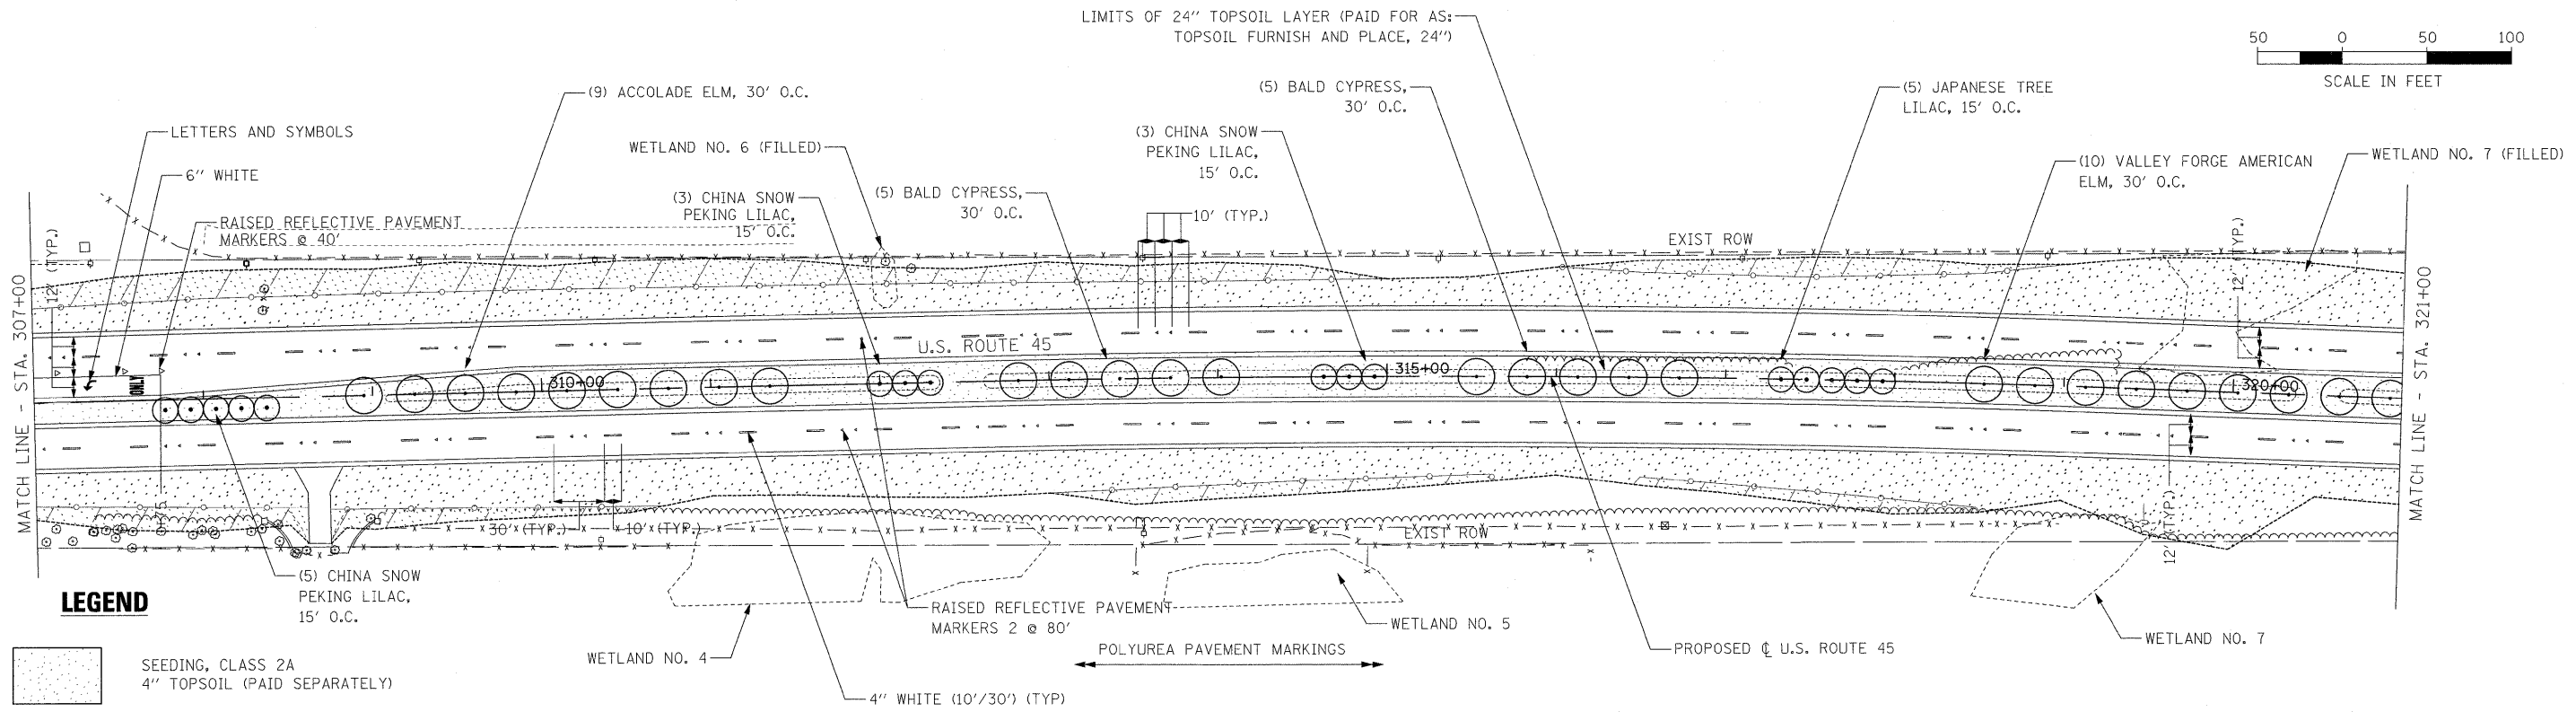 LIMITS OF 24" TOPSOIL LAYER (PAID FOR AS:
TOPSOIL FURNISH AND PLACE, 24")
50 0 50 100
SCALE IN FEET
(9) ACCOLADE ELM, 30' O.C.
(5) BALD CYPRESS,
30' O.C.
(5) JAPANESE TREE
LILAC, 15' O.C.
LETTERS AND SYMBOLS
WETLAND NO. 6 (FILLED)
(3) CHINA SNOW
PEKING LILAC,
15' O.C.
(10) VALLEY FORGE AMERICAN
ELM, 30' O.C.
WETLAND NO. 7 (FILLED)
6" WHITE
(3) CHINA SNOW
PEKING LILAC,
15' O.C.
(5) BALD CYPRESS,
30' O.C.
RAISED REFLECTIVE PAVEMENT
MARKERS @ 40'
10' (TYP.)
12' (TYP.)
EXIST ROW
12' (TYP.)
MATCH LINE - STA. 307+00
MATCH LINE - STA. 321+00
U.S. ROUTE 45
310+00
315+00
320+00
ONLY
30' (TYP.)
10' (TYP.)
EXIST ROW
12' (TYP.)
(5) CHINA SNOW
PEKING LILAC,
15' O.C.
LEGEND
SEEDING, CLASS 2A
4" TOPSOIL (PAID SEPARATELY)
WETLAND NO. 4
RAISED REFLECTIVE PAVEMENT
MARKERS 2 @ 80'
4" WHITE (10'/30') (TYP)
POLYUREA PAVEMENT MARKINGS
WETLAND NO. 5
PROPOSED ℄ U.S. ROUTE 45
WETLAND NO. 7